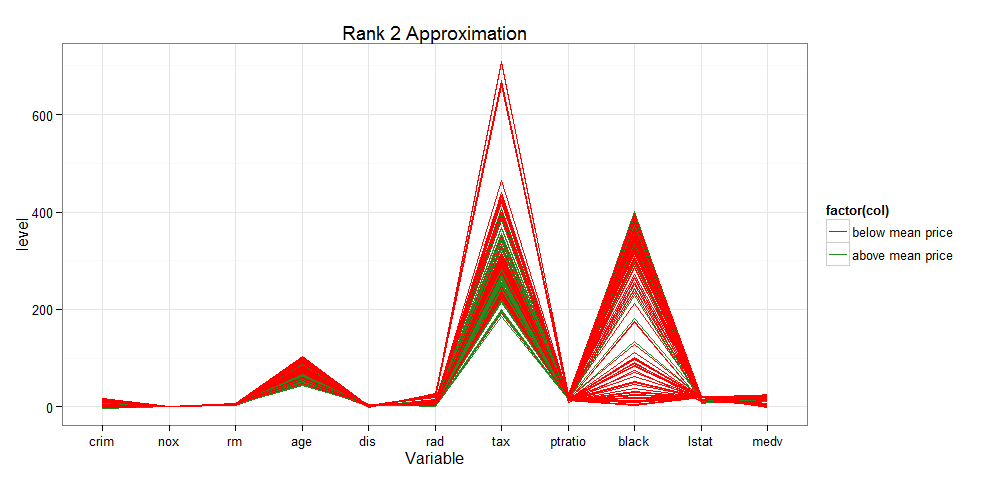 Rank 2 Approximation
level
600
400
200
0
crim nox rm age dis rad tax ptratio black lstat medv
Variable
factor(col)
below mean price
above mean price